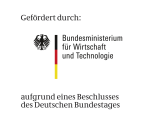 Gefördert durch:
Bundesministerium
für Wirtschaft
und Technologie
aufgrund eines Beschlusses
des Deutschen Bundestages